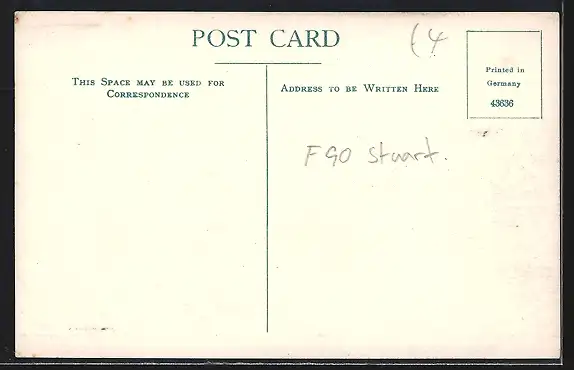 POST CARD
£4
THIS SPACE MAY BE USED FOR
CORRESPONDENCE
ADDRESS TO BE WRITTEN HERE
Printed in
Germany
43636
FGO Stuart.